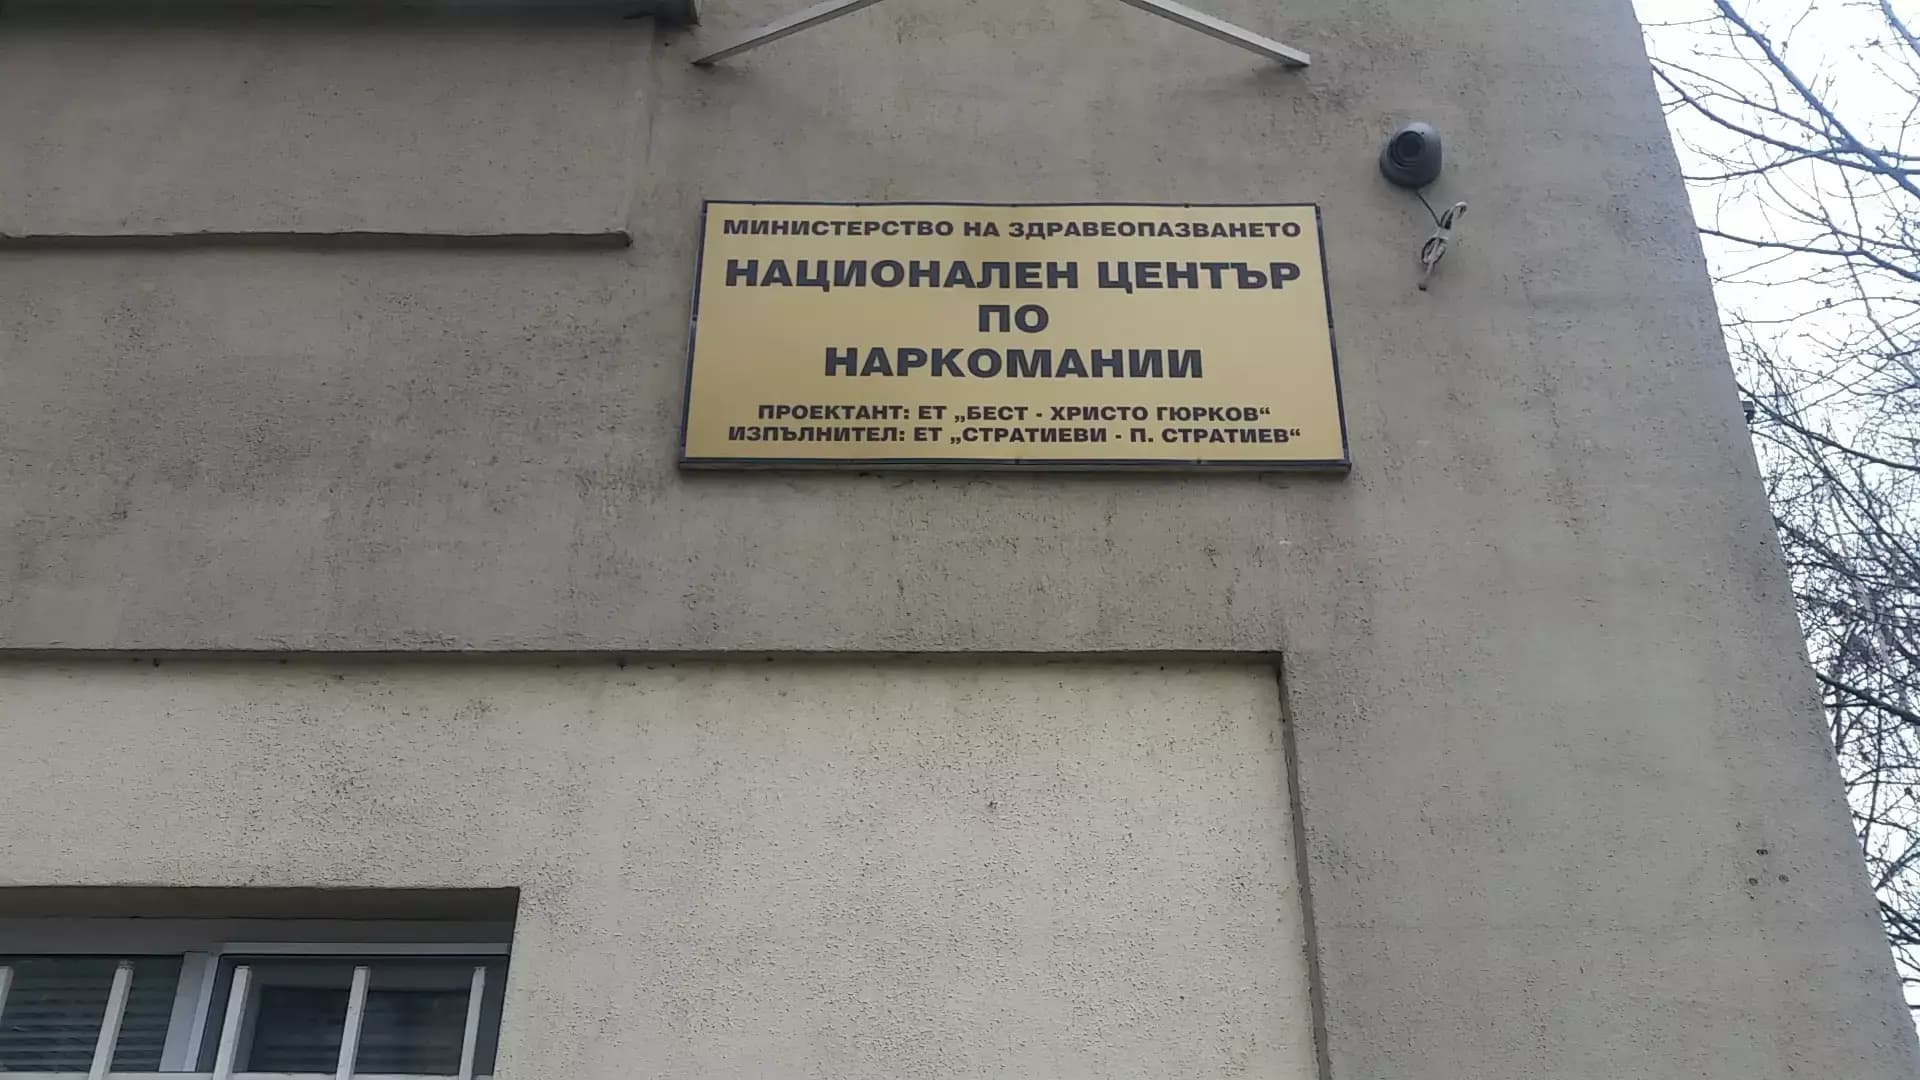 МИНИСТЕРСТВО НА ЗДРАВЕОПАЗВАНЕТО
НАЦИОНАЛЕН ЦЕНТЪР
ПО
НАРКОМАНИИ
ПРОЕКТАНТ: ЕТ „БЕСТ - ХРИСТО ГЮРКОВ“
ИЗПЪЛНИТЕЛ: ЕТ „СТРАТИЕВИ - П. СТРАТИЕВ“